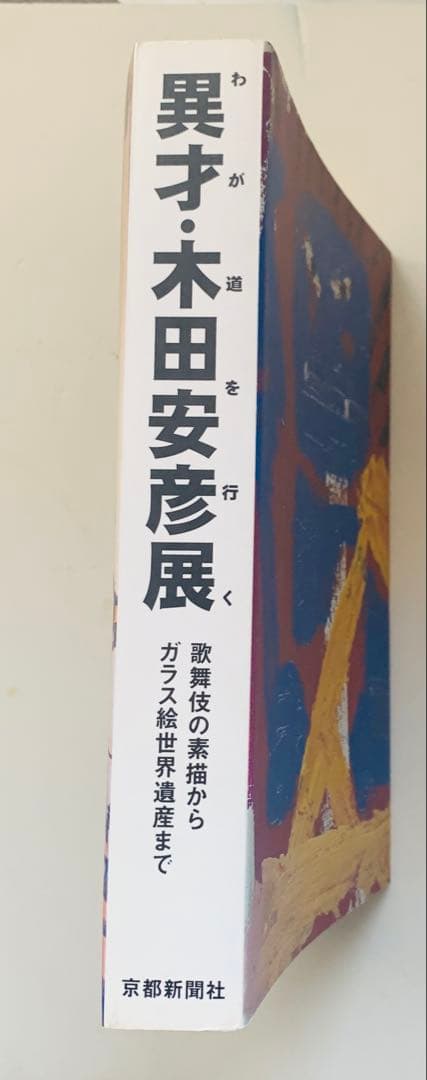 わが道を行く
異才・木田安彦展
歌舞伎の素描から
ガラス絵世界遺産まで
京都新聞社